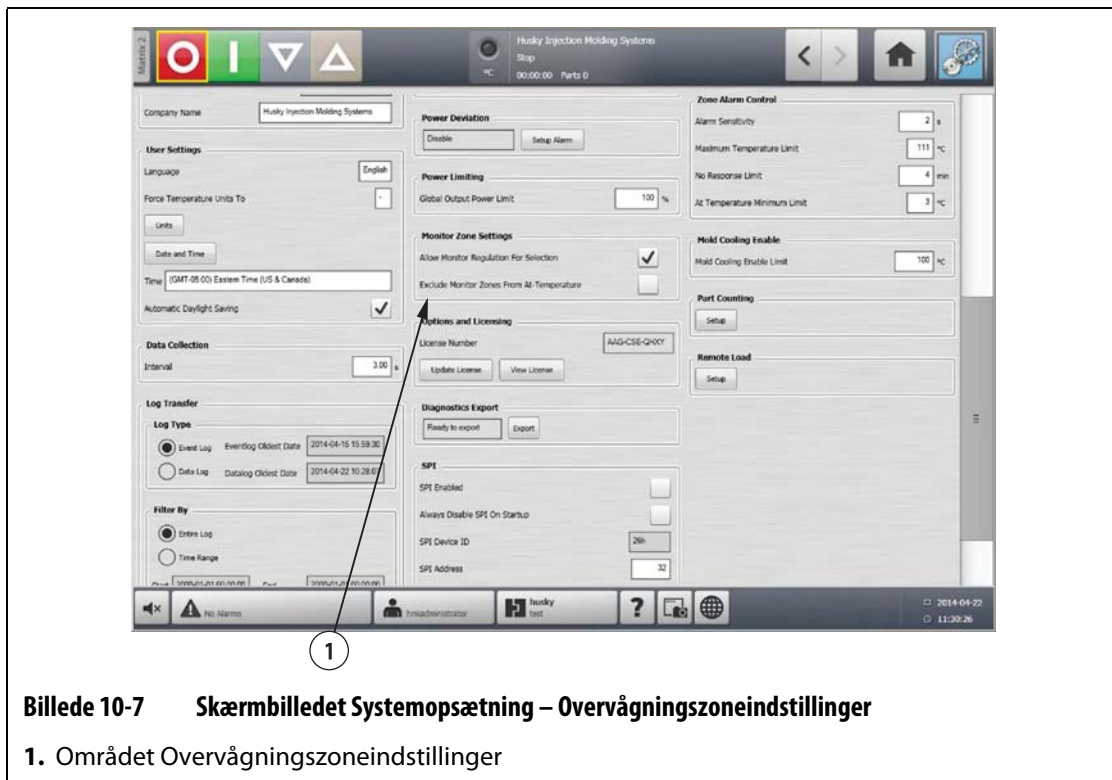 Matrix 2
Husky Injection Molding Systems
Stop
°C 00:00:00 Parts 0
Company Name Husky Injection Molding Systems
User Settings
Language English
Force Temperature Units To -
Units
Date and Time
Time (GMT-05:00) Eastern Time (US & Canada)
Automatic Daylight Saving
Data Collection
Interval 3.00 s
Log Transfer
Log Type
Event Log Eventlog Oldest Date 2014-04-15 15:59:30
Data Log Datalog Oldest Date 2014-04-22 10:28:07
Filter By
Entire Log
Time Range
Power Deviation
Disable Setup Alarm
Power Limiting
Global Output Power Limit 100 %
Monitor Zone Settings
Allow Monitor Regulation For Selection
Exclude Monitor Zones From At-Temperature
Options and Licensing
License Number AAG-CSE-QHXY
Update License View License
Diagnostics Export
Ready to export Export
SPI
SPI Enabled
Always Disable SPI On Startup
SPI Device ID 26h
SPI Address 32
Zone Alarm Control
Alarm Sensitivity 2 s
Maximum Temperature Limit 111 °C
No Response Limit 4 min
At Temperature Minimum Limit 3 °C
Mold Cooling Enable
Mold Cooling Enable Limit 100 °C
Part Counting
Setup
Remote Load
Setup
No Alarms
hmiadministrator
husky
test
?
2014-04-22
11:30:26
1
Billede 10-7 Skærmbilledet Systemopsætning – Overvågningszoneindstillinger
1. Området Overvågningszoneindstillinger